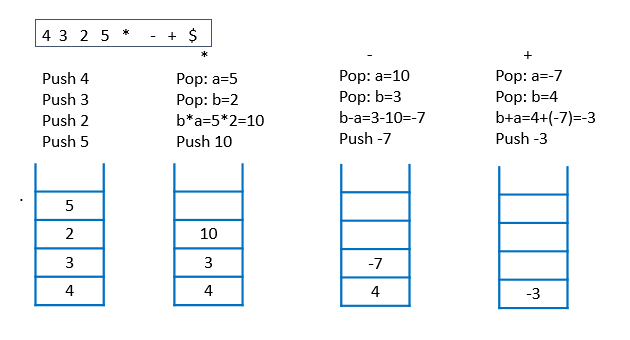 4 3 2 5 * - + $
*
Push 4
Push 3
Push 2
Push 5
Pop: a=5
Pop: b=2
b*a=5*2=10
Push 10
-
Pop: a=10
Pop: b=3
b-a=3-10=-7
Push -7
+
Pop: a=-7
Pop: b=4
b+a=4+(-7)=-3
Push -3
.
5
2
3
4
10
3
4
-7
4
-3